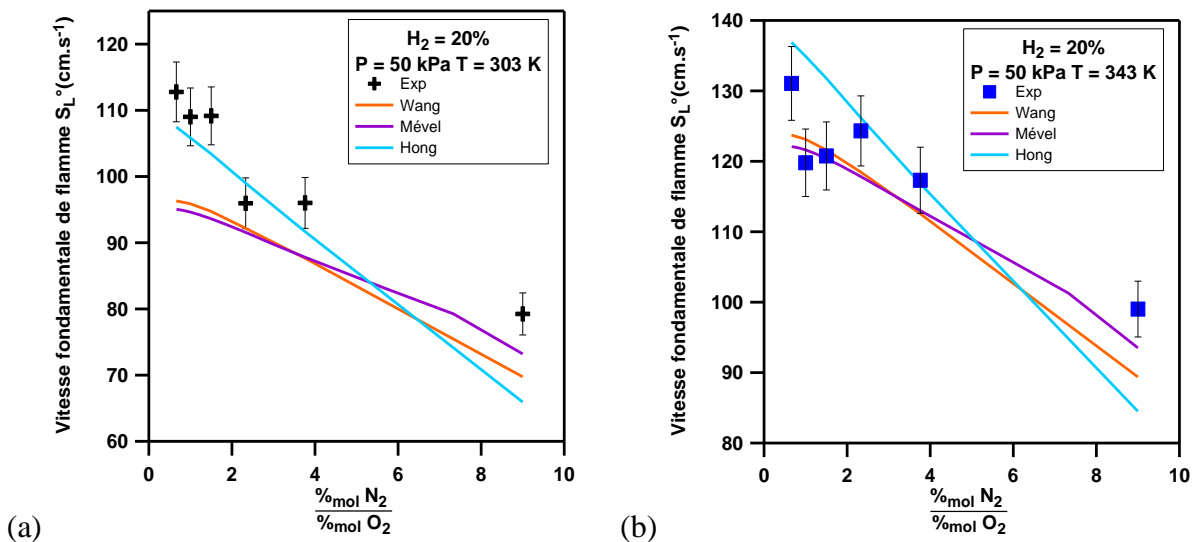 Vitesse fondamentale de flamme S_L°(cm.s⁻¹)
120
110
100
90
80
70
60
0
2
4
6
8
10
H₂ = 20%
P = 50 kPa T = 303 K
Exp
Wang
Mével
Hong
%mol N₂
%mol O₂
(a)
Vitesse fondamentale de flamme S_L°(cm.s⁻¹)
140
130
120
110
100
90
80
0
2
4
6
8
10
H₂ = 20%
P = 50 kPa T = 343 K
Exp
Wang
Mével
Hong
%mol N₂
%mol O₂
(b)